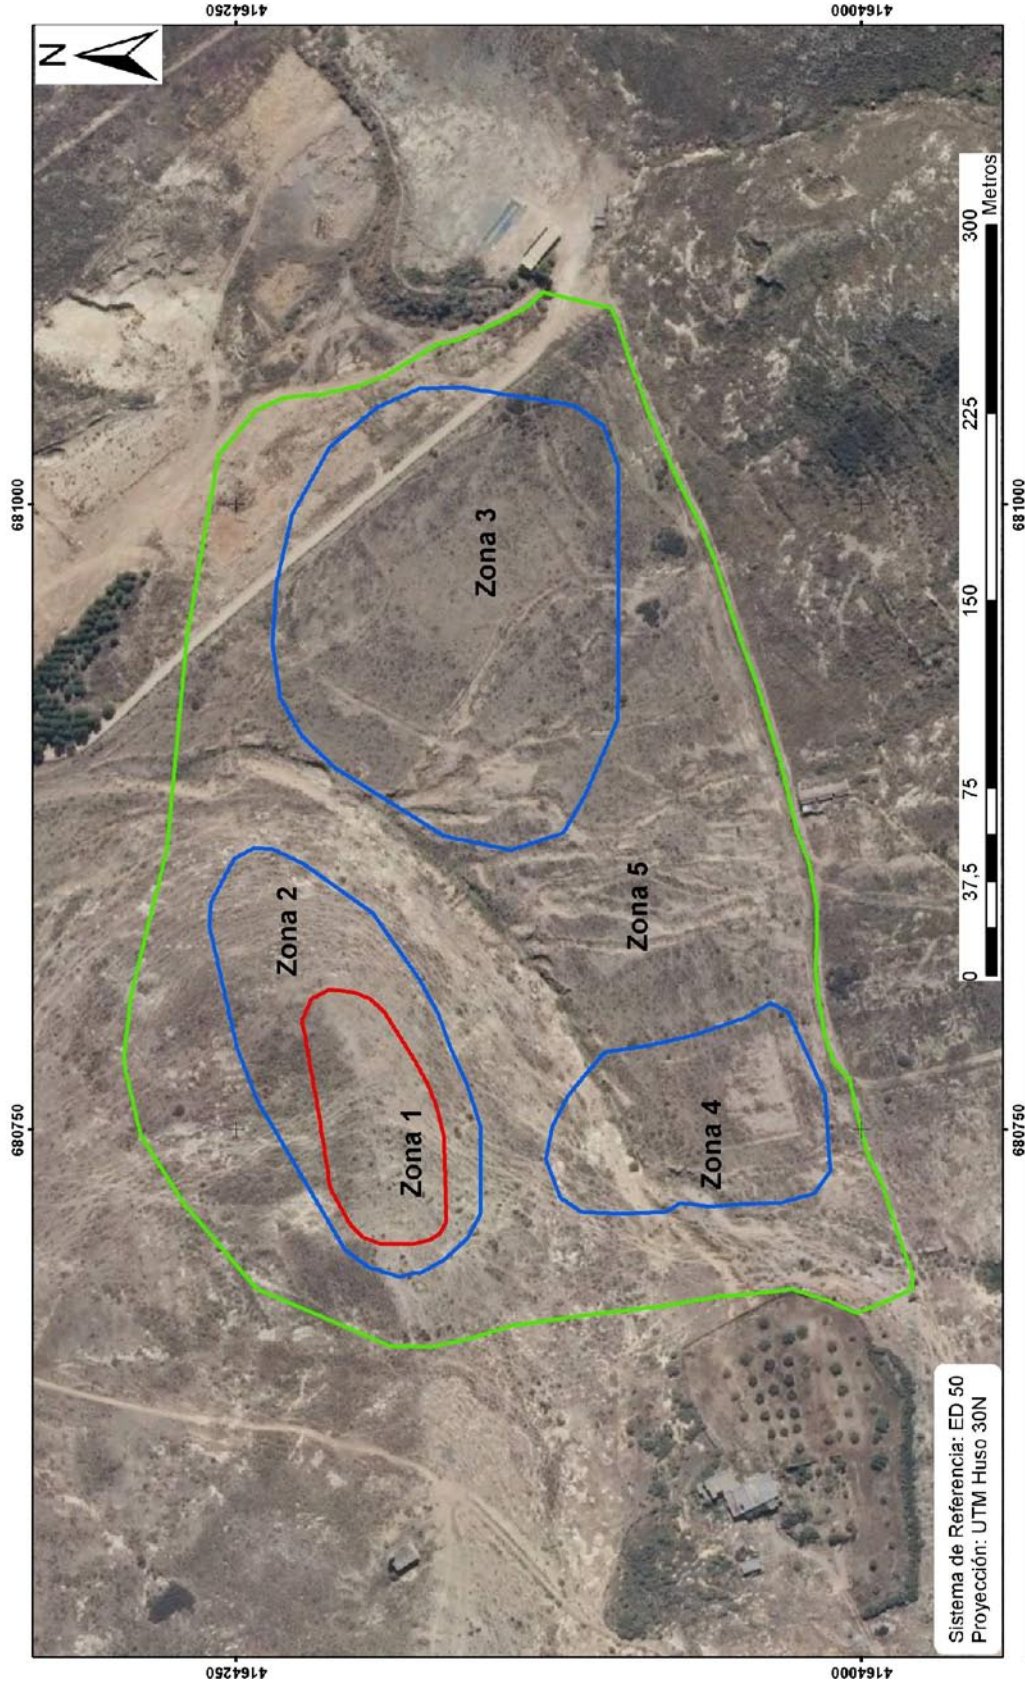 680750
681000
4164250
4164250
N
Zona 2
Zona 1
Zona 3
Zona 5
Zona 4
4164000
4164000
Sistema de Referencia: ED 50
Proyección: UTM Huso 30N
0 37,5 75 150 225 300
Metros
680750
681000